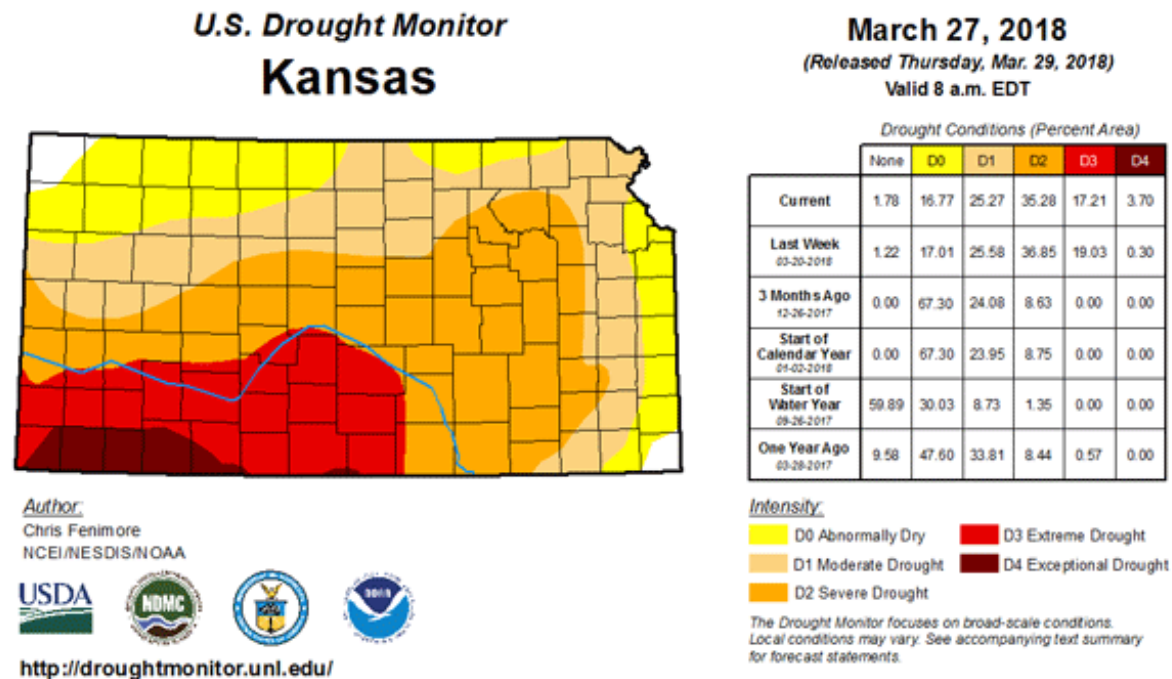 U.S. Drought Monitor
Kansas
March 27, 2018
(Released Thursday, Mar. 29, 2018)
Valid 8 a.m. EDT
Drought Conditions (Percent Area)
None D0 D1 D2 D3 D4
Current 1.78 16.77 25.27 35.28 17.21 3.70
Last Week
03-20-2018
1.22 17.01 25.58 36.85 19.03 0.30
3 Months Ago
12-26-2017
0.00 67.30 24.08 8.63 0.00 0.00
Start of
Calendar Year
01-02-2018
0.00 67.30 23.95 8.75 0.00 0.00
Start of
Water Year
09-26-2017
59.89 30.03 8.73 1.35 0.00 0.00
One Year Ago
03-28-2017
9.58 47.60 33.81 8.44 0.57 0.00
Author:
Chris Fenimore
NCEI/NESDIS/NOAA
USDA
NDMC
NOAA
http://droughtmonitor.unl.edu/
Intensity:
D0 Abnormally Dry
D1 Moderate Drought
D2 Severe Drought
D3 Extreme Drought
D4 Exceptional Drought
The Drought Monitor focuses on broad-scale conditions.
Local conditions may vary. See accompanying text summary
for forecast statements.